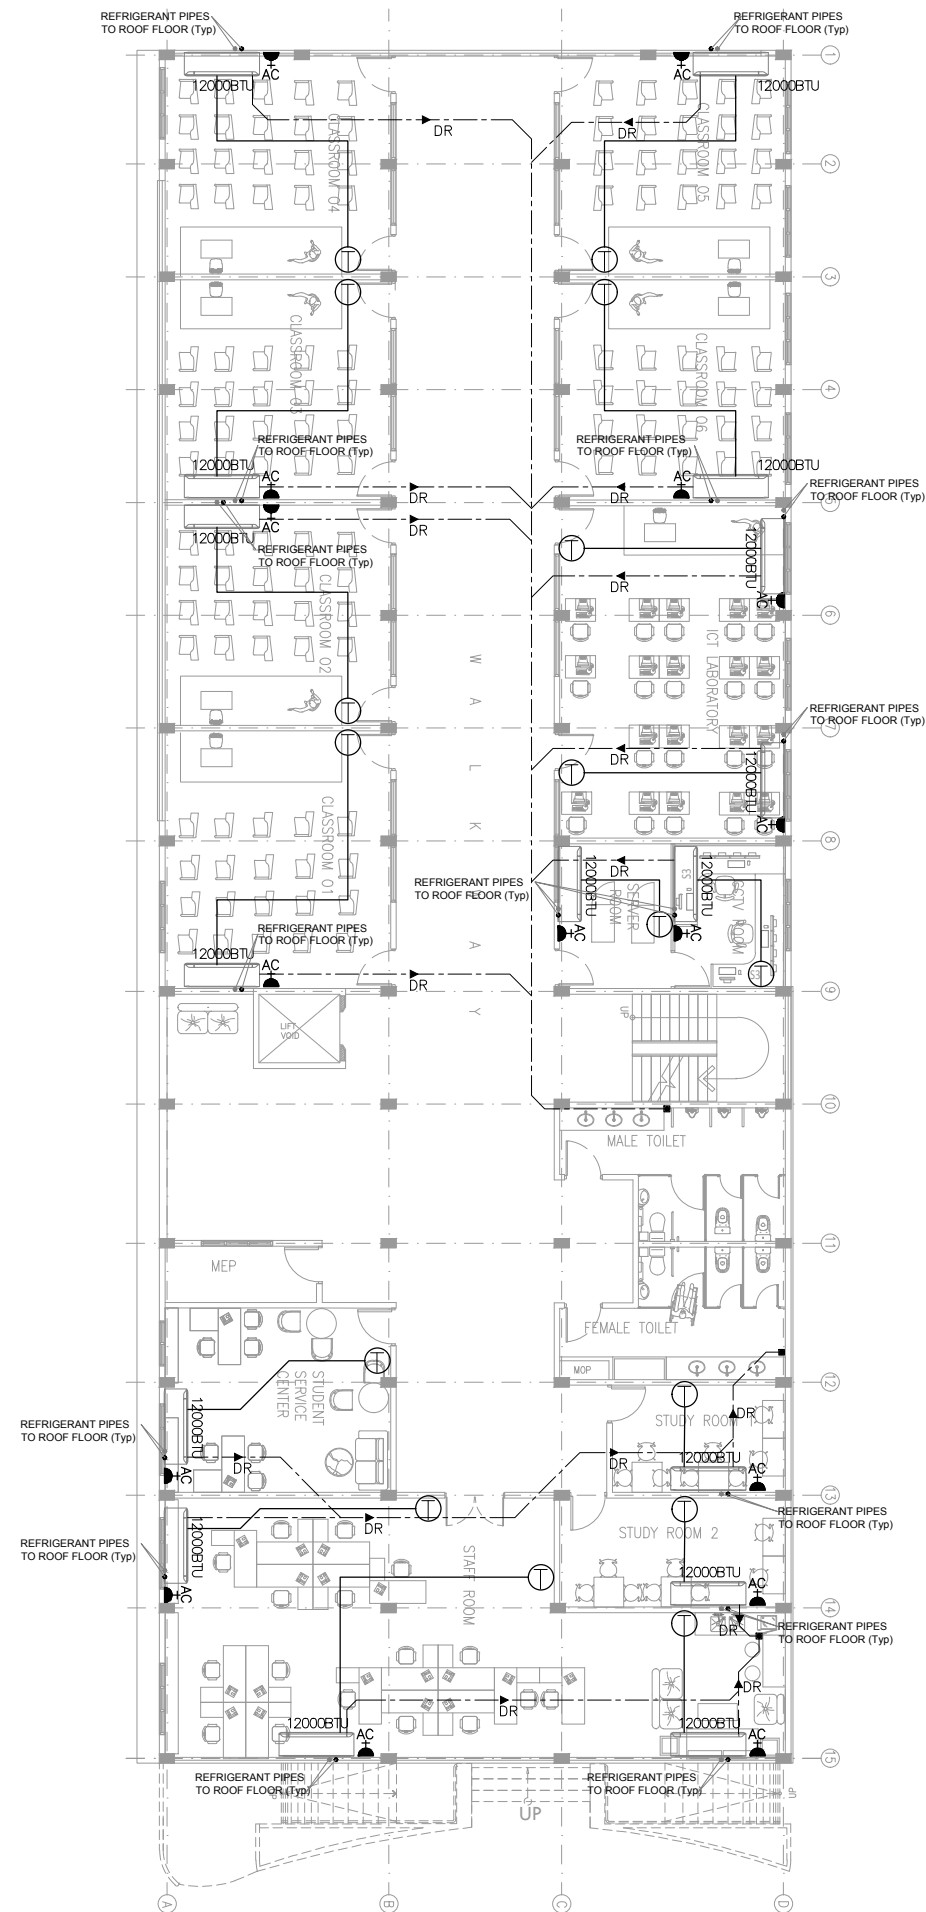 REFRIGERANT PIPES
TO ROOF FLOOR (Typ)
REFRIGERANT PIPES
TO ROOF FLOOR (Typ)
1
AC
AC
12000BTU
12000BTU
DR
DR
CLASSROOM 04
CLASSROOM 05
2
T
T
3
T
T
CLASSROOM 03
CLASSROOM 06
4
REFRIGERANT PIPES
TO ROOF FLOOR (Typ)
REFRIGERANT PIPES
TO ROOF FLOOR (Typ)
12000BTU
AC
AC
12000BTU
REFRIGERANT PIPES
TO ROOF FLOOR (Typ)
DR
DR
5
AC
12000BTU
DR
REFRIGERANT PIPES
TO ROOF FLOOR (Typ)
T
12000BTU
DR
AC
CLASSROOM 02
6
ICT LABORATORY
WALKWAY
T
REFRIGERANT PIPES
TO ROOF FLOOR (Typ)
7
T
DR
T
12000BTU
AC
CLASSROOM 01
8
DR
12000BTU
12000BTU
ES
REFRIGERANT PIPES
TO ROOF FLOOR (Typ)
SERVER
ROOM
CCTV ROOM
T
AC
AC
REFRIGERANT PIPES
TO ROOF FLOOR (Typ)
12000BTU
AC
T
ES
DR
9
LIFT
VOID
UP
10
MALE TOILET
11
MEP
FEMALE TOILET
MOP
T
12
T
STUDENT
SERVICE
CENTER
12000BTU
STUDY ROOM 1
DR
REFRIGERANT PIPES
TO ROOF FLOOR (Typ)
AC
DR
DR
12000BTU
AC
13
REFRIGERANT PIPES
TO ROOF FLOOR (Typ)
T
T
DR
12000BTU
STUDY ROOM 2
REFRIGERANT PIPES
TO ROOF FLOOR (Typ)
AC
STAFF ROOM
T
12000BTU
AC
14
T
DR
REFRIGERANT PIPES
TO ROOF FLOOR (Typ)
DR
DR
12000BTU
AC
12000BTU
AC
15
REFRIGERANT PIPES
TO ROOF FLOOR (Typ)
REFRIGERANT PIPES
TO ROOF FLOOR (Typ)
UP
UP
UP
A
B
C
D